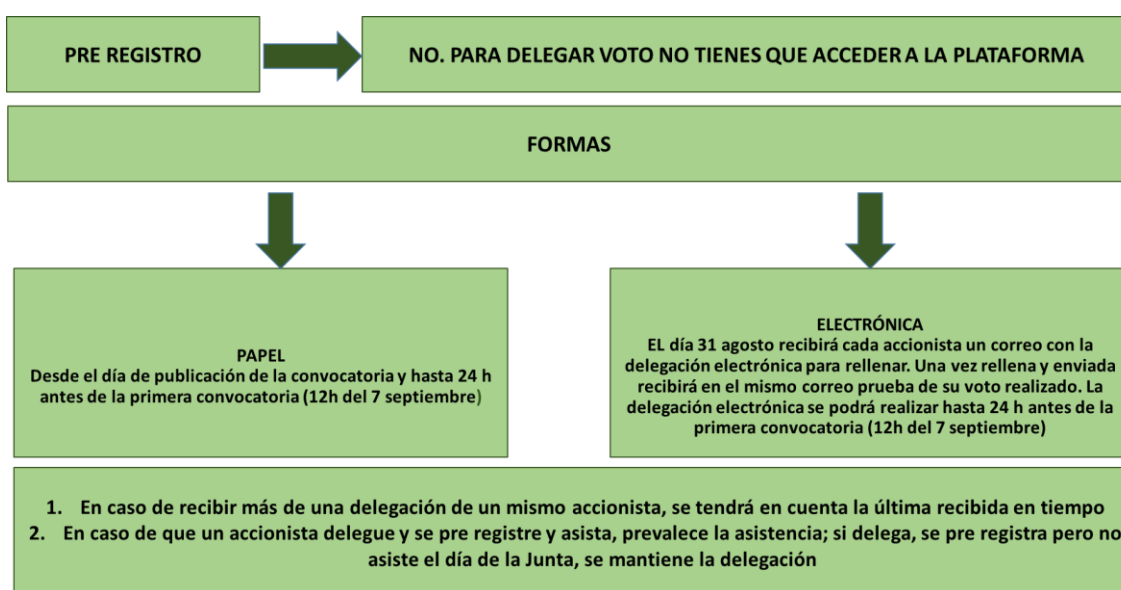 PRE REGISTRO
NO. PARA DELEGAR VOTO NO TIENES QUE ACCEDER A LA PLATAFORMA
FORMAS
PAPEL
Desde el día de publicación de la convocatoria y hasta 24 h
antes de la primera convocatoria (12h del 7 septiembre)
ELECTRÓNICA
EL día 31 agosto recibirá cada accionista un correo con la
delegación electrónica para rellenar. Una vez rellena y enviada
recibirá en el mismo correo prueba de su voto realizado. La
delegación electrónica se podrá realizar hasta 24 h antes de la
primera convocatoria (12h del 7 septiembre)
1. En caso de recibir más de una delegación de un mismo accionista, se tendrá en cuenta la última recibida en tiempo
2. En caso de que un accionista delegue y se pre registre y asista, prevalece la asistencia; si delega, se pre registra pero no
asiste el día de la Junta, se mantiene la delegación